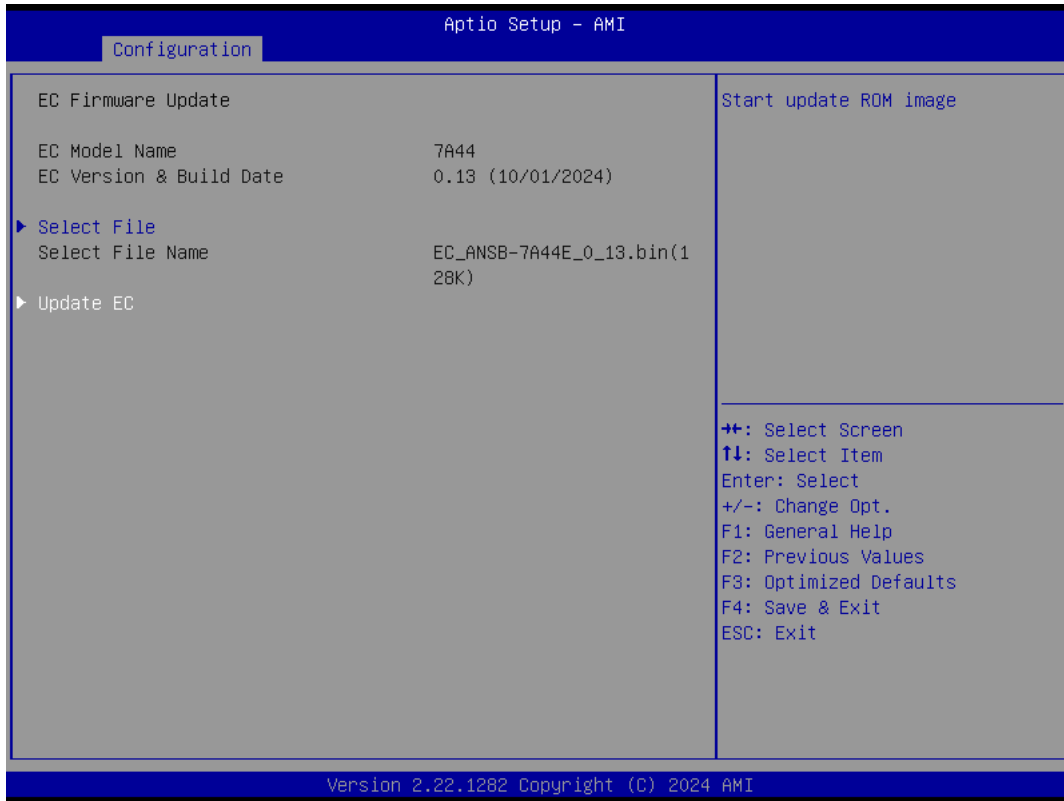 Aptio Setup – AMI
Configuration
EC Firmware Update
EC Model Name 7A44
EC Version & Build Date 0.13 (10/01/2024)
▶ Select File
Select File Name EC_ANSB-7A44E_0_13.bin(1
28K)
▶ Update EC
Start update ROM image
→←: Select Screen
↑↓: Select Item
Enter: Select
+/-: Change Opt.
F1: General Help
F2: Previous Values
F3: Optimized Defaults
F4: Save & Exit
ESC: Exit
Version 2.22.1282 Copyright (C) 2024 AMI